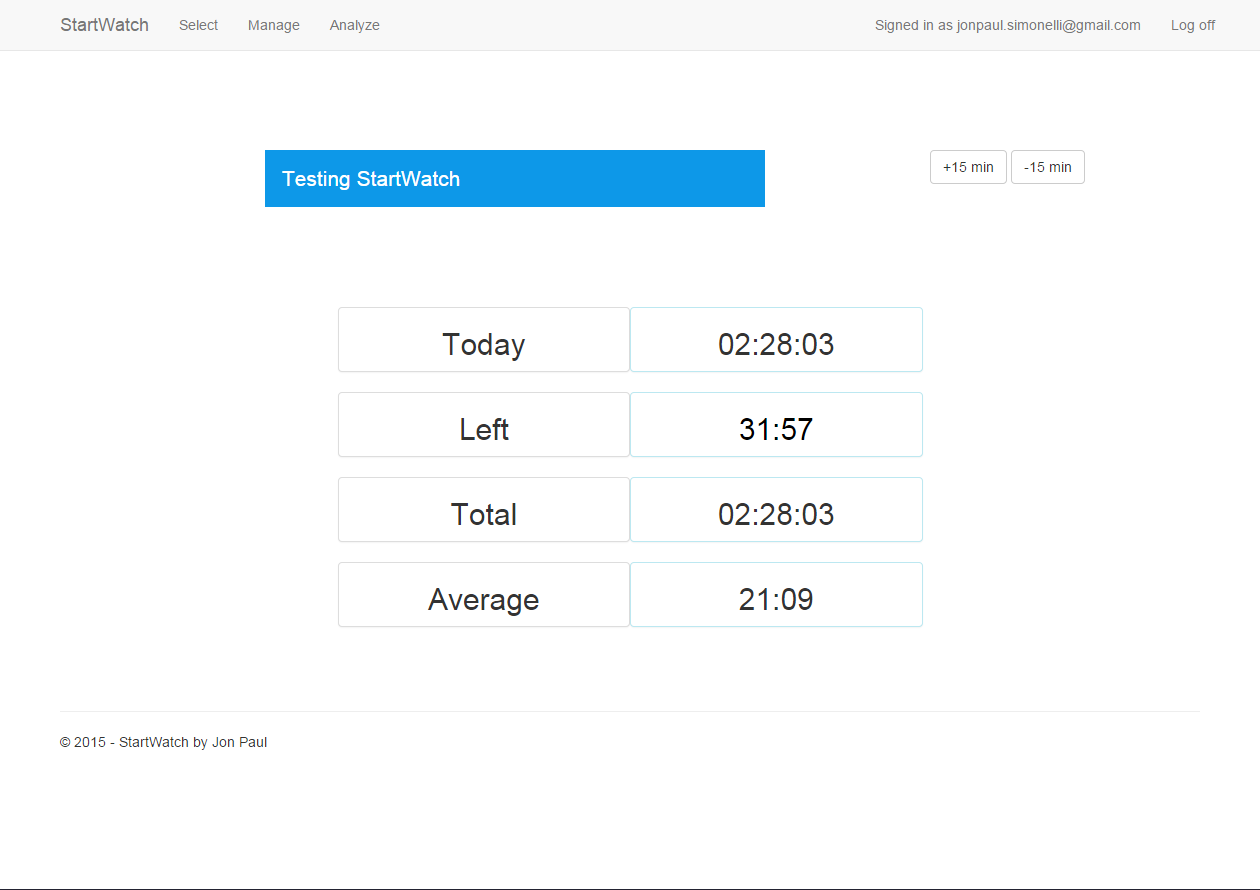 StartWatch Select Manage Analyze Signed in as jonpaul.simonelli@gmail.com Log off
Testing StartWatch +15 min -15 min
Today 02:28:03
Left 31:57
Total 02:28:03
Average 21:09
© 2015 - StartWatch by Jon Paul